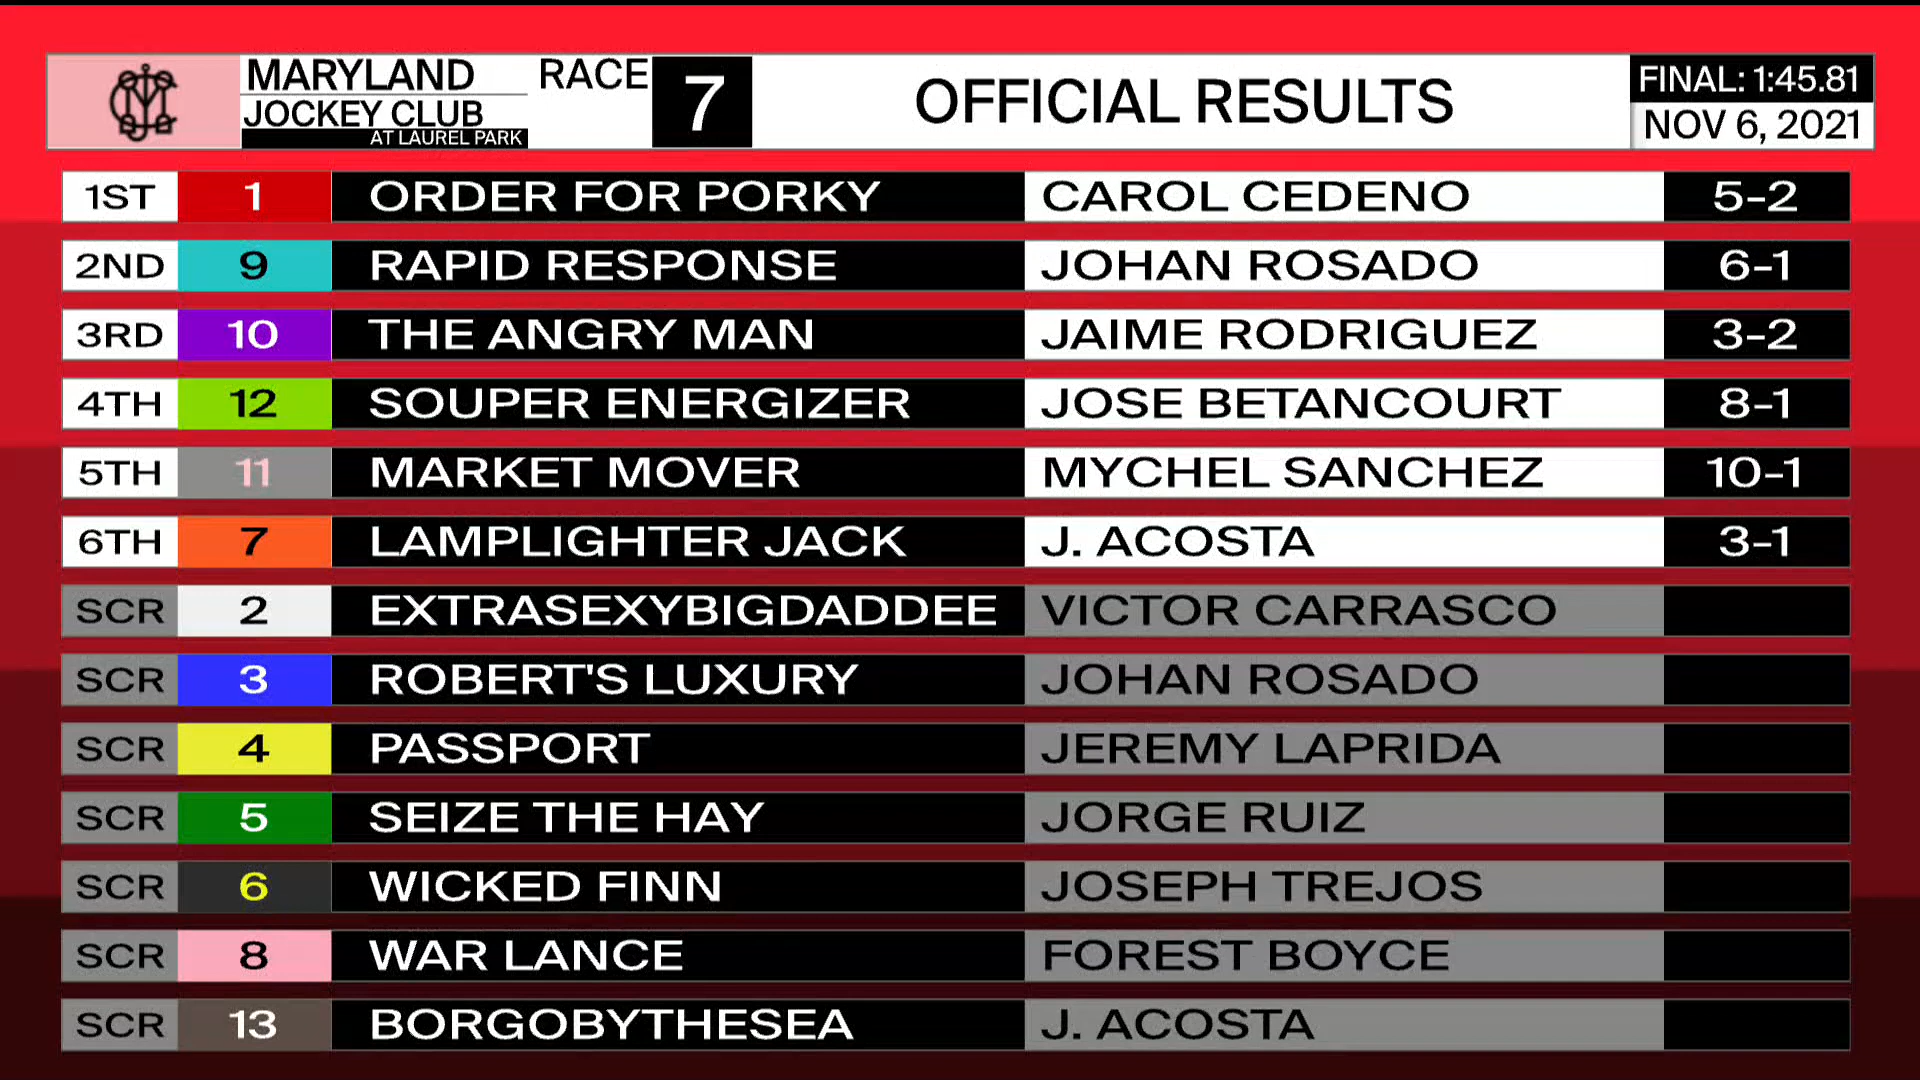 MARYLAND
JOCKEY CLUB
AT LAUREL PARK
RACE 7
OFFICIAL RESULTS
FINAL: 1:45.81
NOV 6, 2021
1ST 1 ORDER FOR PORKY CAROL CEDENO 5-2
2ND 9 RAPID RESPONSE JOHAN ROSADO 6-1
3RD 10 THE ANGRY MAN JAIME RODRIGUEZ 3-2
4TH 12 SOUPER ENERGIZER JOSE BETANCOURT 8-1
5TH 11 MARKET MOVER MYCHEL SANCHEZ 10-1
6TH 7 LAMPLIGHTER JACK J. ACOSTA 3-1
SCR 2 EXTRASEXYBIGDADDEE VICTOR CARRASCO
SCR 3 ROBERT'S LUXURY JOHAN ROSADO
SCR 4 PASSPORT JEREMY LAPRIDA
SCR 5 SEIZE THE HAY JORGE RUIZ
SCR 6 WICKED FINN JOSEPH TREJOS
SCR 8 WAR LANCE FOREST BOYCE
SCR 13 BORGOBYTHESEA J. ACOSTA